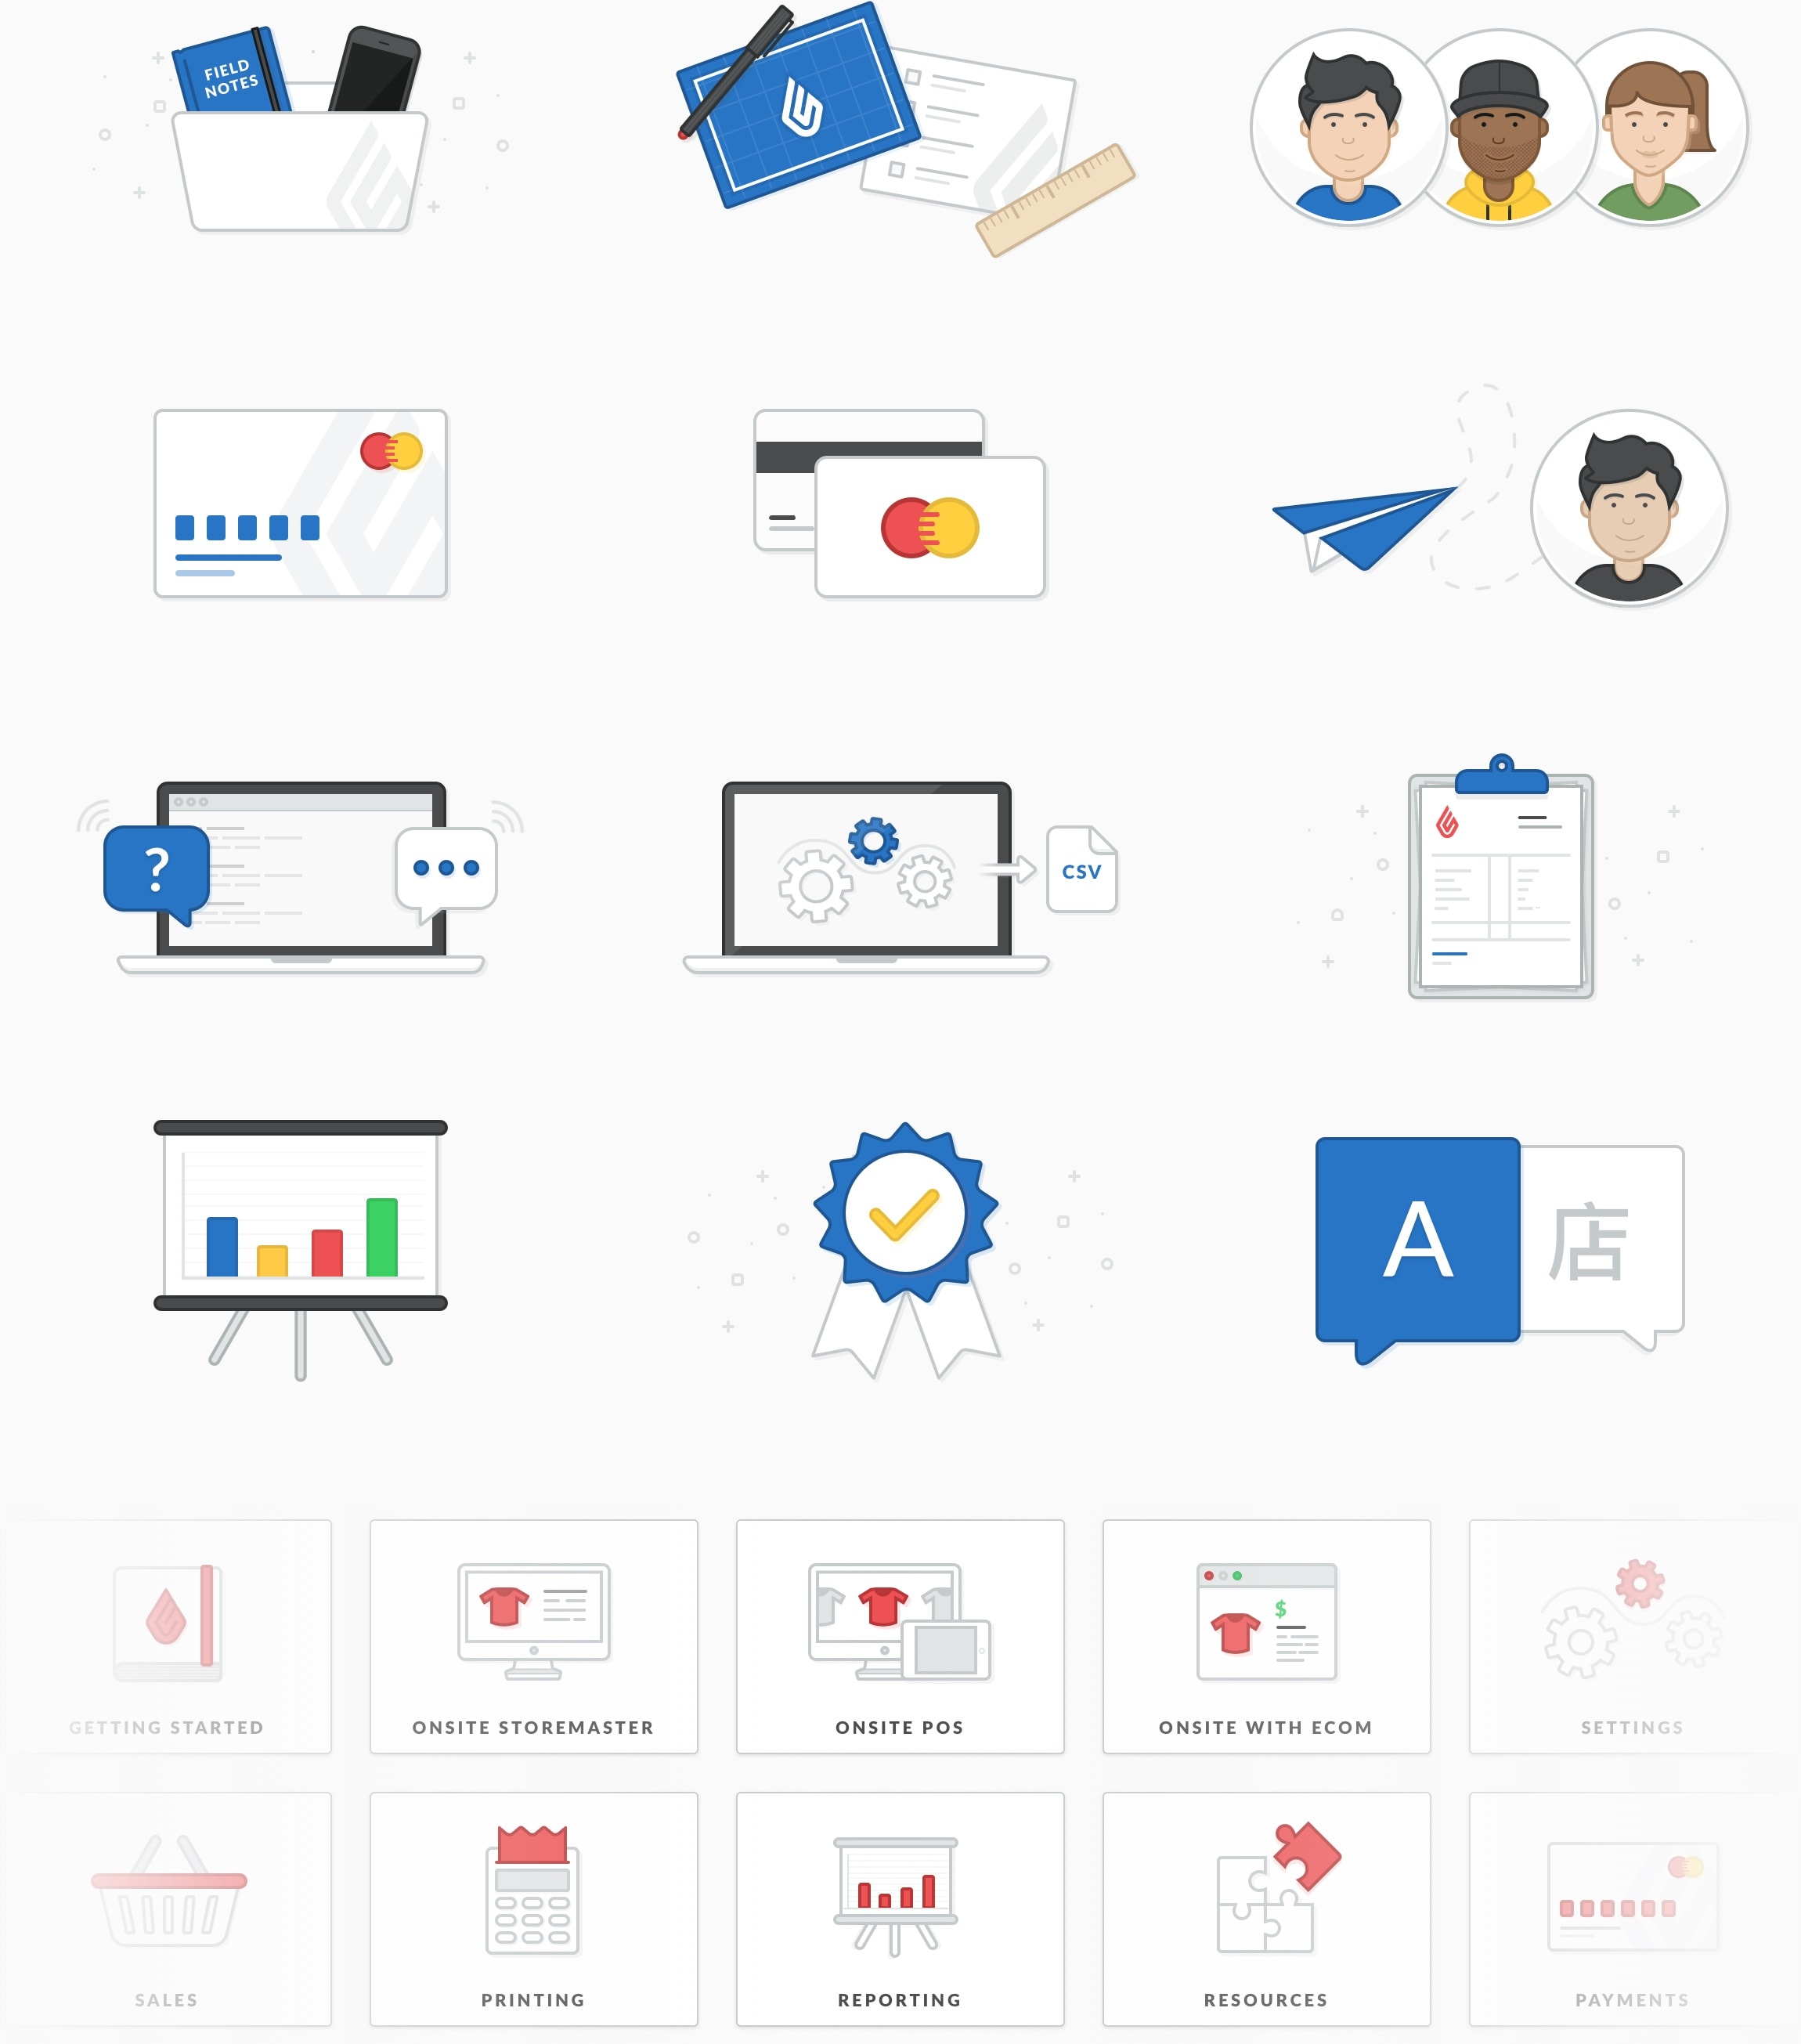 FIELD
NOTES
?
CSV
A
店
$
GETTING STARTED
ONSITE STOREMASTER
ONSITE POS
ONSITE WITH ECOM
SETTINGS
SALES
PRINTING
REPORTING
RESOURCES
PAYMENTS